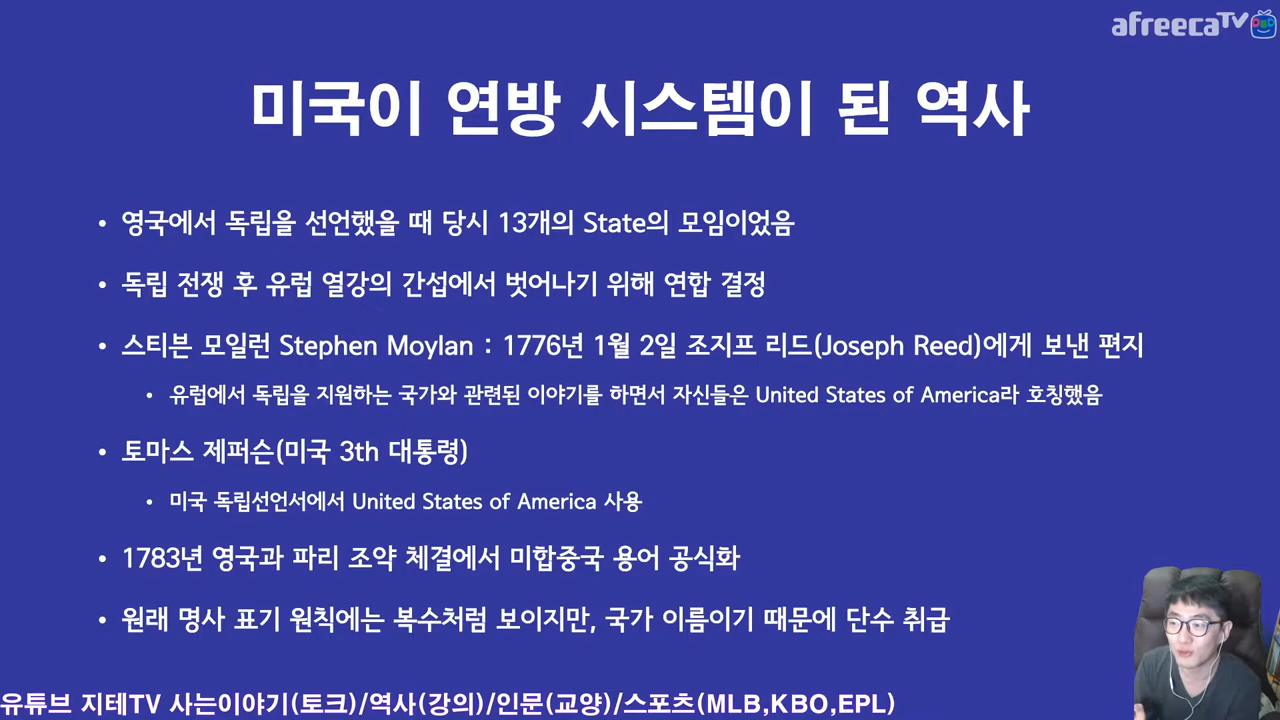 afreecaTV
미국이 연방 시스템이 된 역사
• 영국에서 독립을 선언했을 때 당시 13개의 State의 모임이었음
• 독립 전쟁 후 유럽 열강의 간섭에서 벗어나기 위해 연합 결정
• 스티븐 모일런 Stephen Moylan : 1776년 1월 2일 조지프 리드(Joseph Reed)에게 보낸 편지
• 유럽에서 독립을 지원하는 국가와 관련된 이야기를 하면서 자신들은 United States of America라 호칭했음
• 토마스 제퍼슨(미국 3th 대통령)
• 미국 독립선언서에서 United States of America 사용
• 1783년 영국과 파리 조약 체결에서 미합중국 용어 공식화
• 원래 명사 표기 원칙에는 복수처럼 보이지만, 국가 이름이기 때문에 단수 취급
유튜브 지테TV 사는이야기(토크)/역사(강의)/인문(교양)/스포츠(MLB,KBO,EPL)